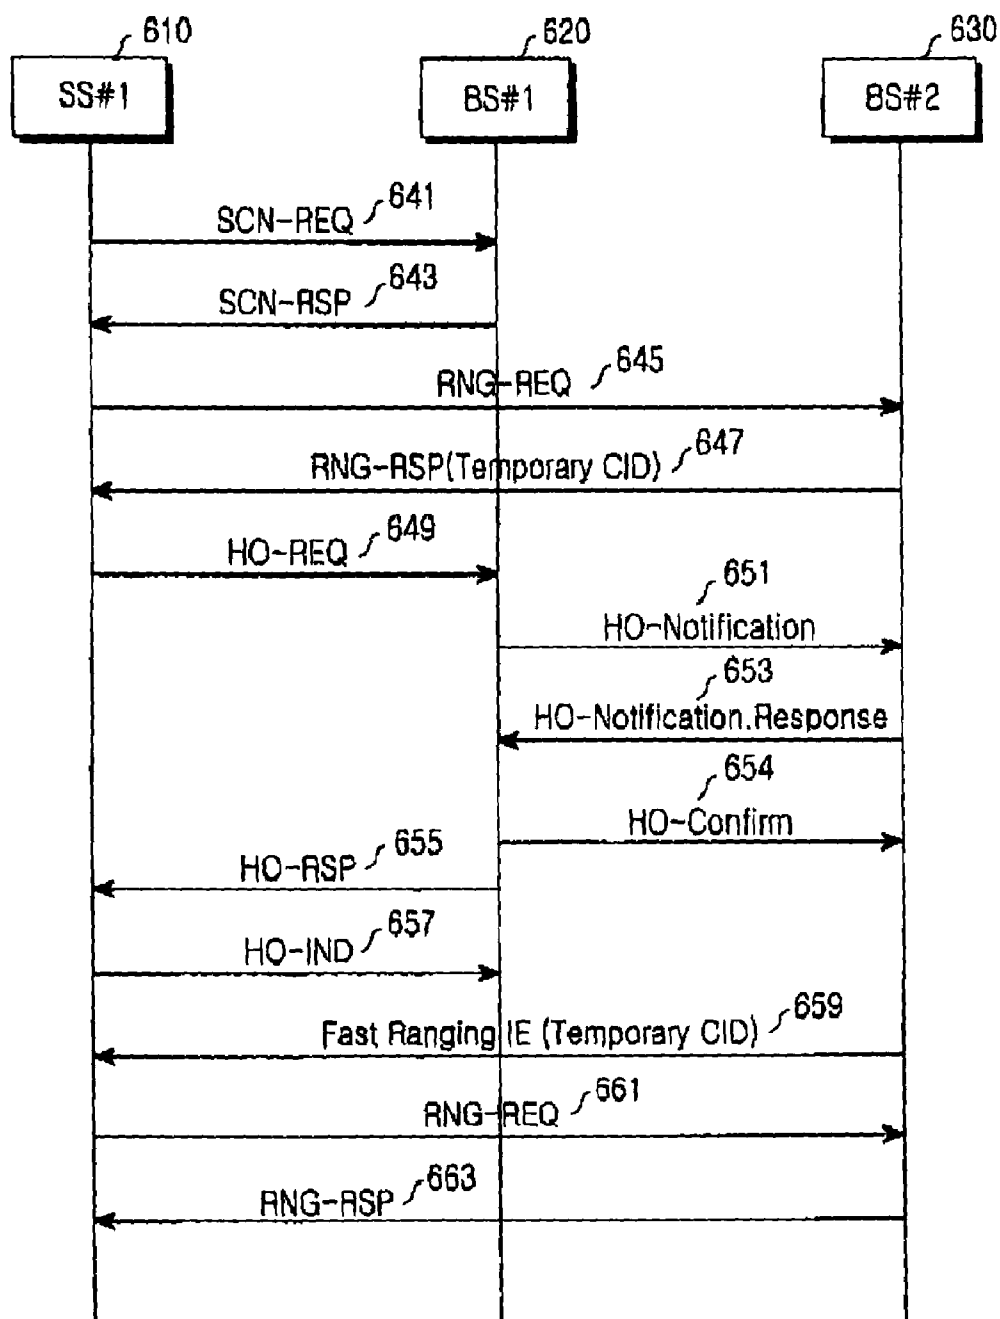 610 620 630
SS#1 BS#1 BS#2
641
SCN-REQ
643
SCN-RSP
645
RNG-REQ
647
RNG-RSP(Temporary CID)
649
HO-REQ
651
HO-Notification
653
HO-Notification.Response
654
HO-Confirm
655
HO-RSP
657
HO-IND
659
Fast Ranging IE (Temporary CID)
661
RNG-REQ
663
RNG-RSP